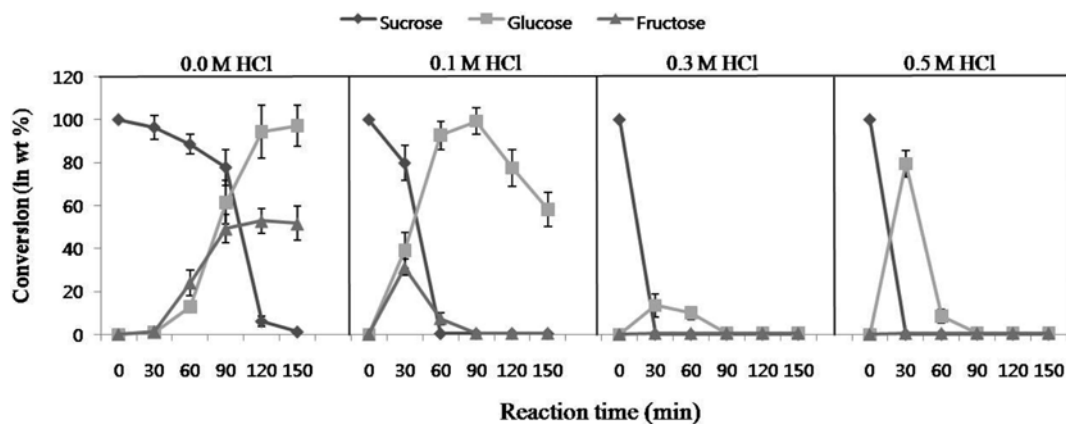 Sucrose Glucose Fructose
0.0 M HCl 0.1 M HCl 0.3 M HCl 0.5 M HCl
120
100
80
60
40
20
0
Conversion (In wt %)
0 30 60 90 120 150 0 30 60 90 120 150 0 30 60 90 120 150 0 30 60 90 120 150
Reaction time (min)